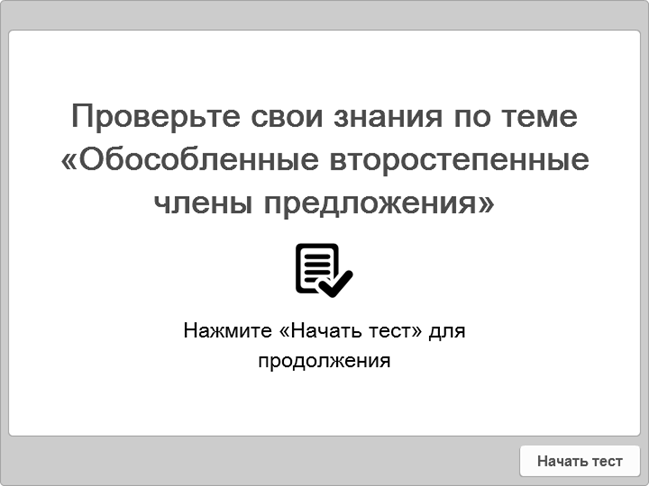 Проверьте свои знания по теме
«Обособленные второстепенные
члены предложения»
Нажмите «Начать тест» для
продолжения
Начать тест